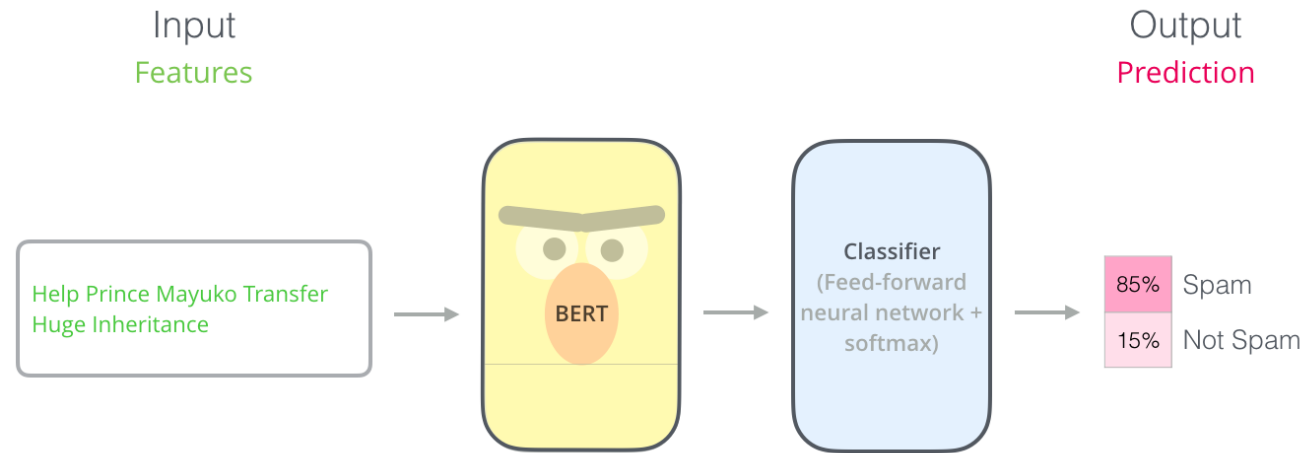 Input
Features
Output
Prediction
Help Prince Mayuko Transfer
Huge Inheritance
BERT
Classifier
(Feed-forward
neural network +
softmax)
85% Spam
15% Not Spam